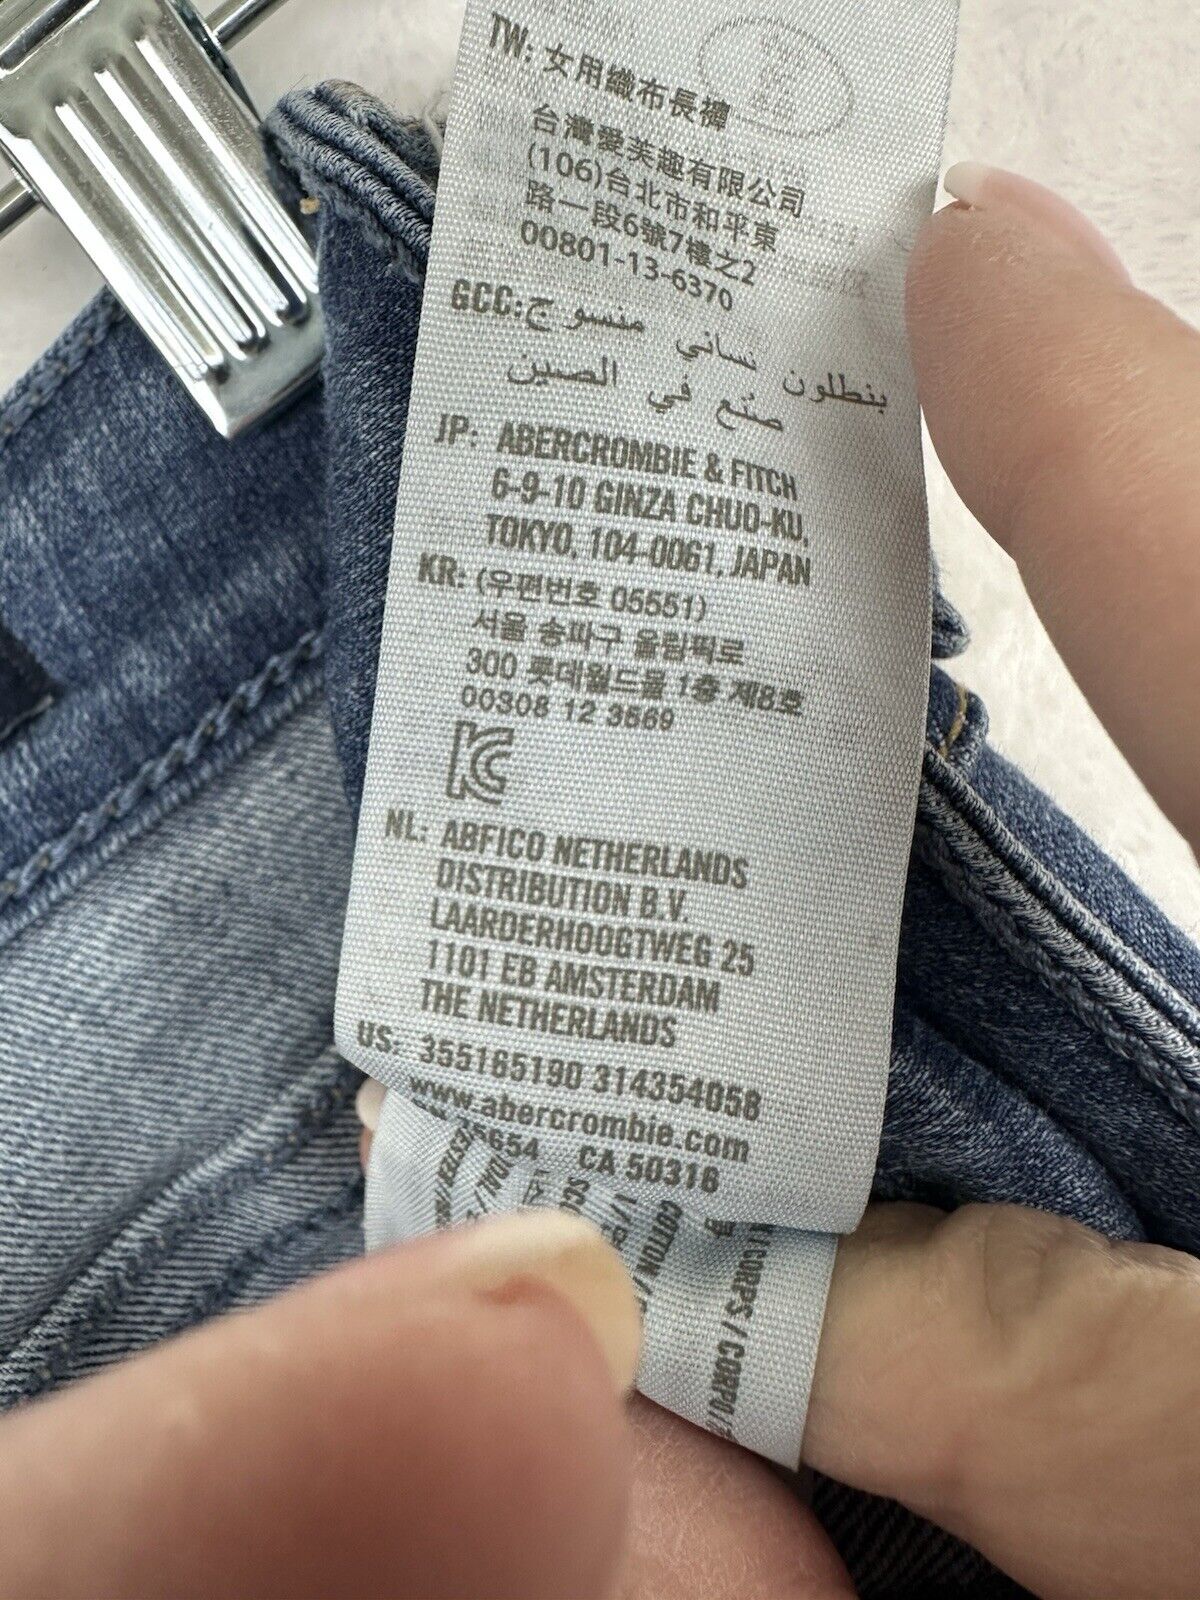 TW: 女用織布長褲
台灣愛芙趣有限公司
(106)台北市和平東
路一段6號7樓之2
00801-13-6370
GCC: بنطلون نسائي منسوج
صنع في الصين
JP: ABERCROMBIE & FITCH
6-9-10 GINZA CHUO-KU,
TOKYO, 104-0061, JAPAN
KR: (우편번호 05551)
서울 송파구 올림픽로
300 롯데월드몰 1층 제8호
00308 12 3569
KC
NL: ABFICO NETHERLANDS
DISTRIBUTION B.V.
LAARDERHOOGTWEG 25
1101 EB AMSTERDAM
THE NETHERLANDS
US: 355165190 314354058
www.abercrombie.com
CA 50316
COTTON /
/ CORPS / CORPO /